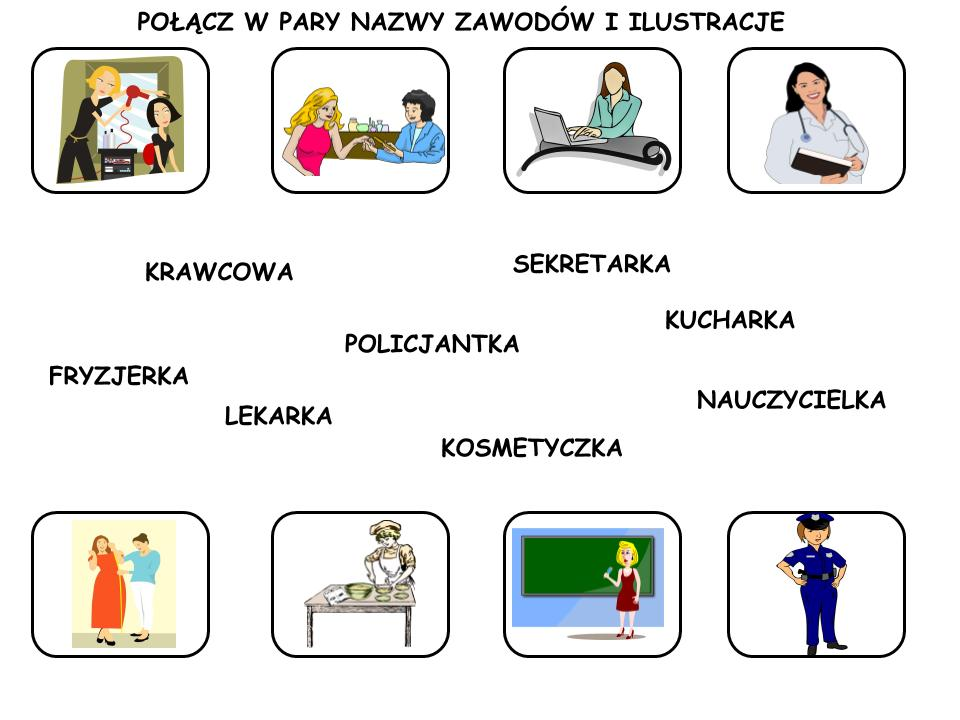 POŁĄCZ W PARY NAZWY ZAWODÓW I ILUSTRACJE
KRAWCOWA
SEKRETARKA
KUCHARKA
POLICJANTKA
FRYZJERKA
NAUCZYCIELKA
LEKARKA
KOSMETYCZKA